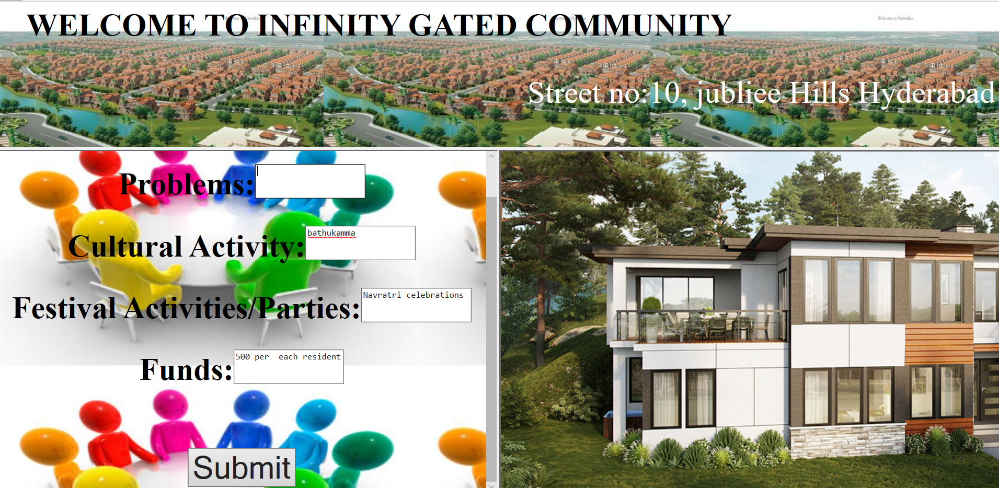 WELCOME TO INFINITY GATED COMMUNITY
Welcome to Painvillas
Street no:10, jubliee Hills Hyderabad
Problems:
Cultural Activity: bathukamma
Festival Activities/Parties: Navratri celebrations
Funds: 500 per  each resident
Submit